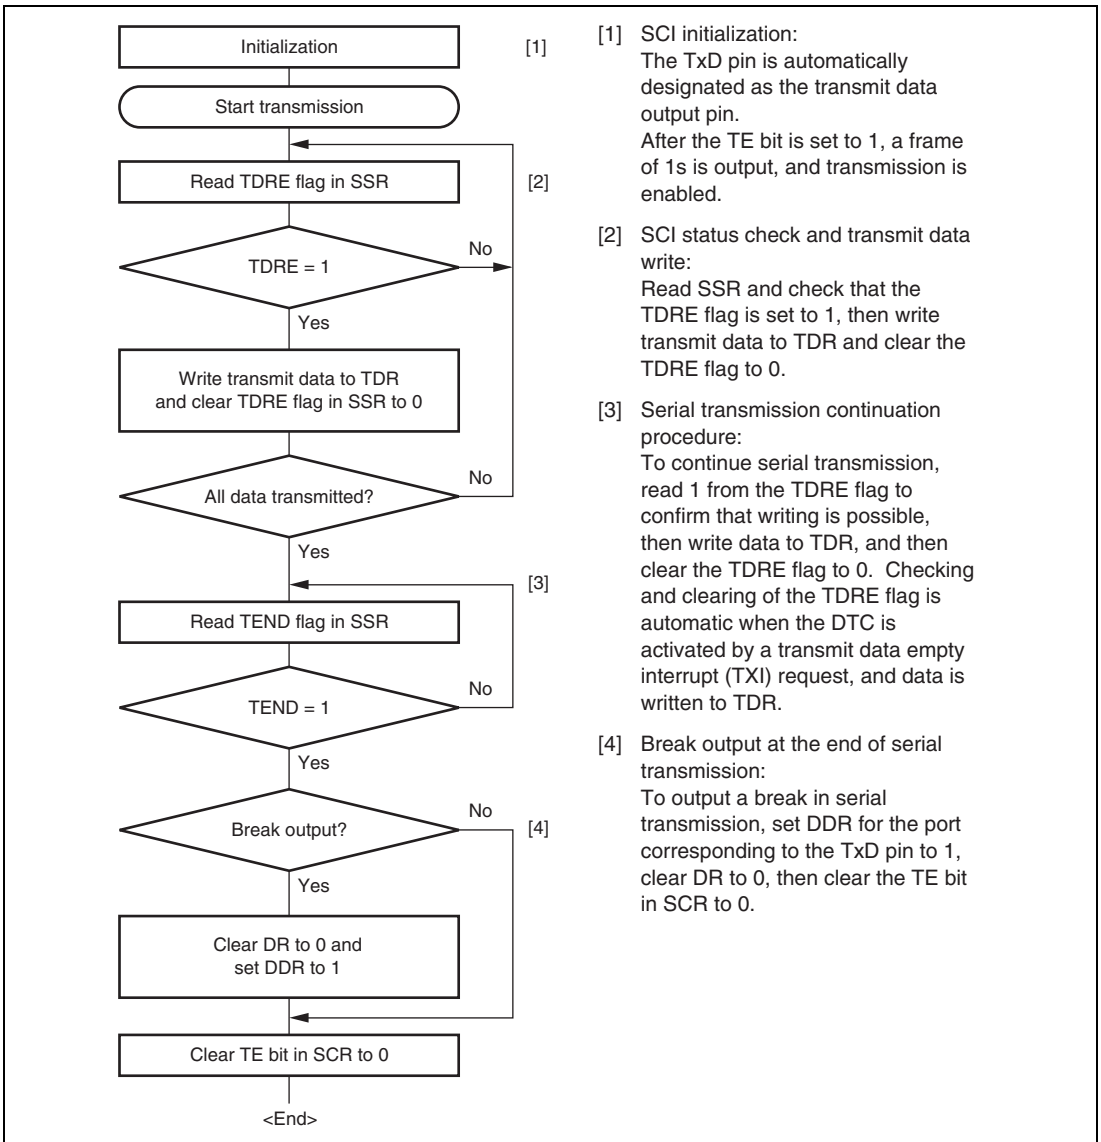 Initialization
[1]
Start transmission
Read TDRE flag in SSR
[2]
TDRE = 1
No
Yes
Write transmit data to TDR
and clear TDRE flag in SSR to 0
All data transmitted?
No
Yes
[3]
Read TEND flag in SSR
TEND = 1
No
Yes
Break output?
No
[4]
Yes
Clear DR to 0 and
set DDR to 1
Clear TE bit in SCR to 0
<End>
[1] SCI initialization:
The TxD pin is automatically
designated as the transmit data
output pin.
After the TE bit is set to 1, a frame
of 1s is output, and transmission is
enabled.
[2] SCI status check and transmit data
write:
Read SSR and check that the
TDRE flag is set to 1, then write
transmit data to TDR and clear the
TDRE flag to 0.
[3] Serial transmission continuation
procedure:
To continue serial transmission,
read 1 from the TDRE flag to
confirm that writing is possible,
then write data to TDR, and then
clear the TDRE flag to 0.  Checking
and clearing of the TDRE flag is
automatic when the DTC is
activated by a transmit data empty
interrupt (TXI) request, and data is
written to TDR.
[4] Break output at the end of serial
transmission:
To output a break in serial
transmission, set DDR for the port
corresponding to the TxD pin to 1,
clear DR to 0, then clear the TE bit
in SCR to 0.